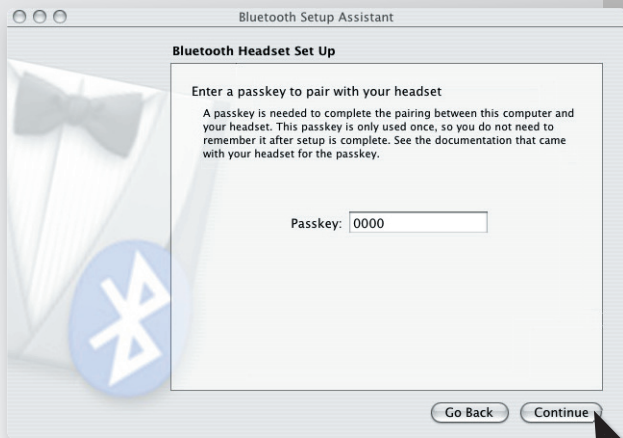 Bluetooth Setup Assistant
Bluetooth Headset Set Up
Enter a passkey to pair with your headset
A passkey is needed to complete the pairing between this computer and
your headset. This passkey is only used once, so you do not need to
remember it after setup is complete. See the documentation that came
with your headset for the passkey.
Passkey: 0000
Go Back Continue